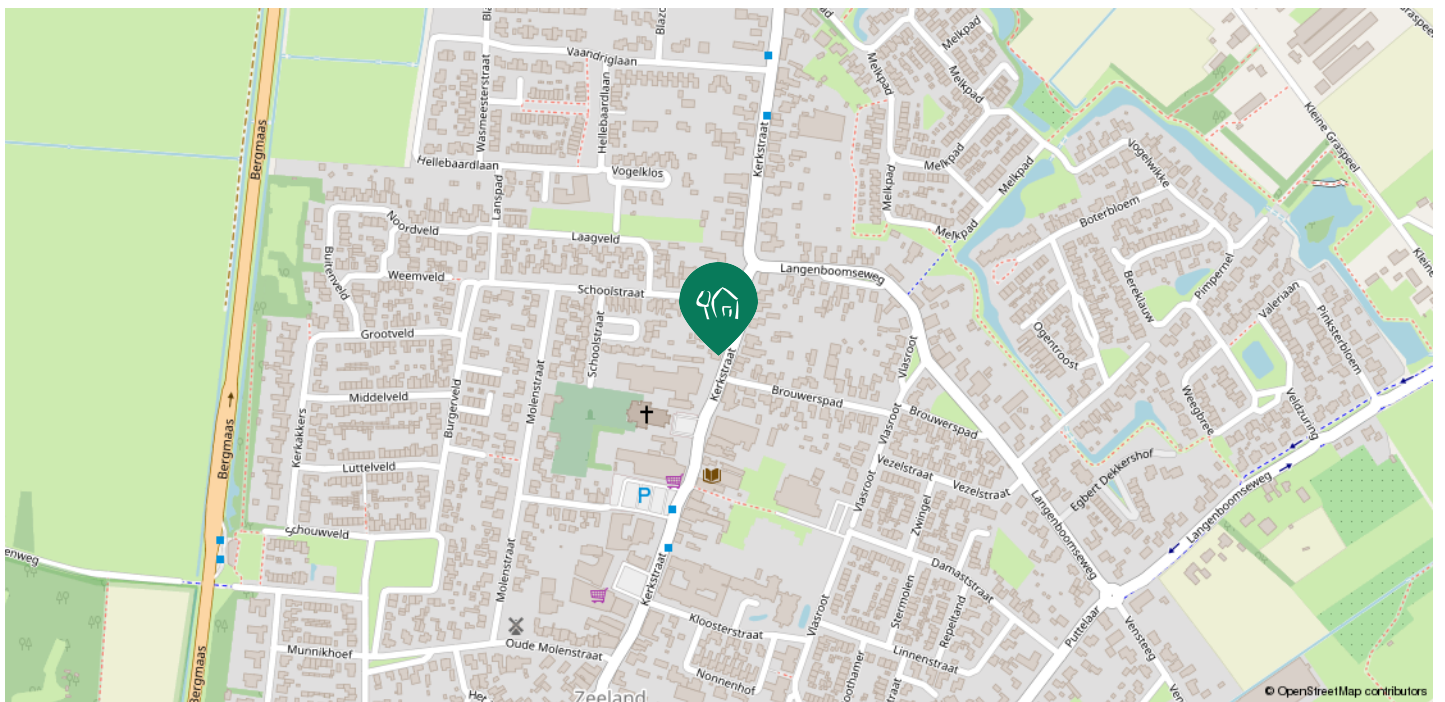 Vaandriglaan
Melkpad
Melkpad
Melkpad
Wasmeesterstraat
Hellebaardlaan
Bergmaas
Kerkstraat
Kleine Graspeel
Vogelwikke
Hellebaardlaan
Vogelklos
Melkpad
Melkpad
Melkpad
Lanspad
Boterbloem
Noordveld
Laagveld
Melkpad
Buitenveld
Weemveld
Langenboomseweg
Bereklauw
Pimpernel
Schoolstraat
Valeriaan
Pinksterbloem
Grootveld
Schoolstraat
Ogentroost
Vlasroot
Kerkstraat
Middelveld
Molenstraat
Brouwerspad
Burgerveld
Brouwerspad
Weegbree
Veldzuring
Kerkakkers
Bergmaas
Vlasroot
Luttelveld
Vezelstraat
Egbert Dekkershof
Vezelstraat
P
Zwingel
Langenboomseweg
Langenboomseweg
Schouwveld
Vlasroot
Molenstraat
Kerkstraat
Damaststraat
Stermolen
Repeltand
Kloosterstraat
Vlasroot
Puttelaar
Vensteeg
Munnikhoef
Oude Molenstraat
Linnenstraat
Bergmaas
Nonnenhof
Zeeland
© OpenStreetMap contributors